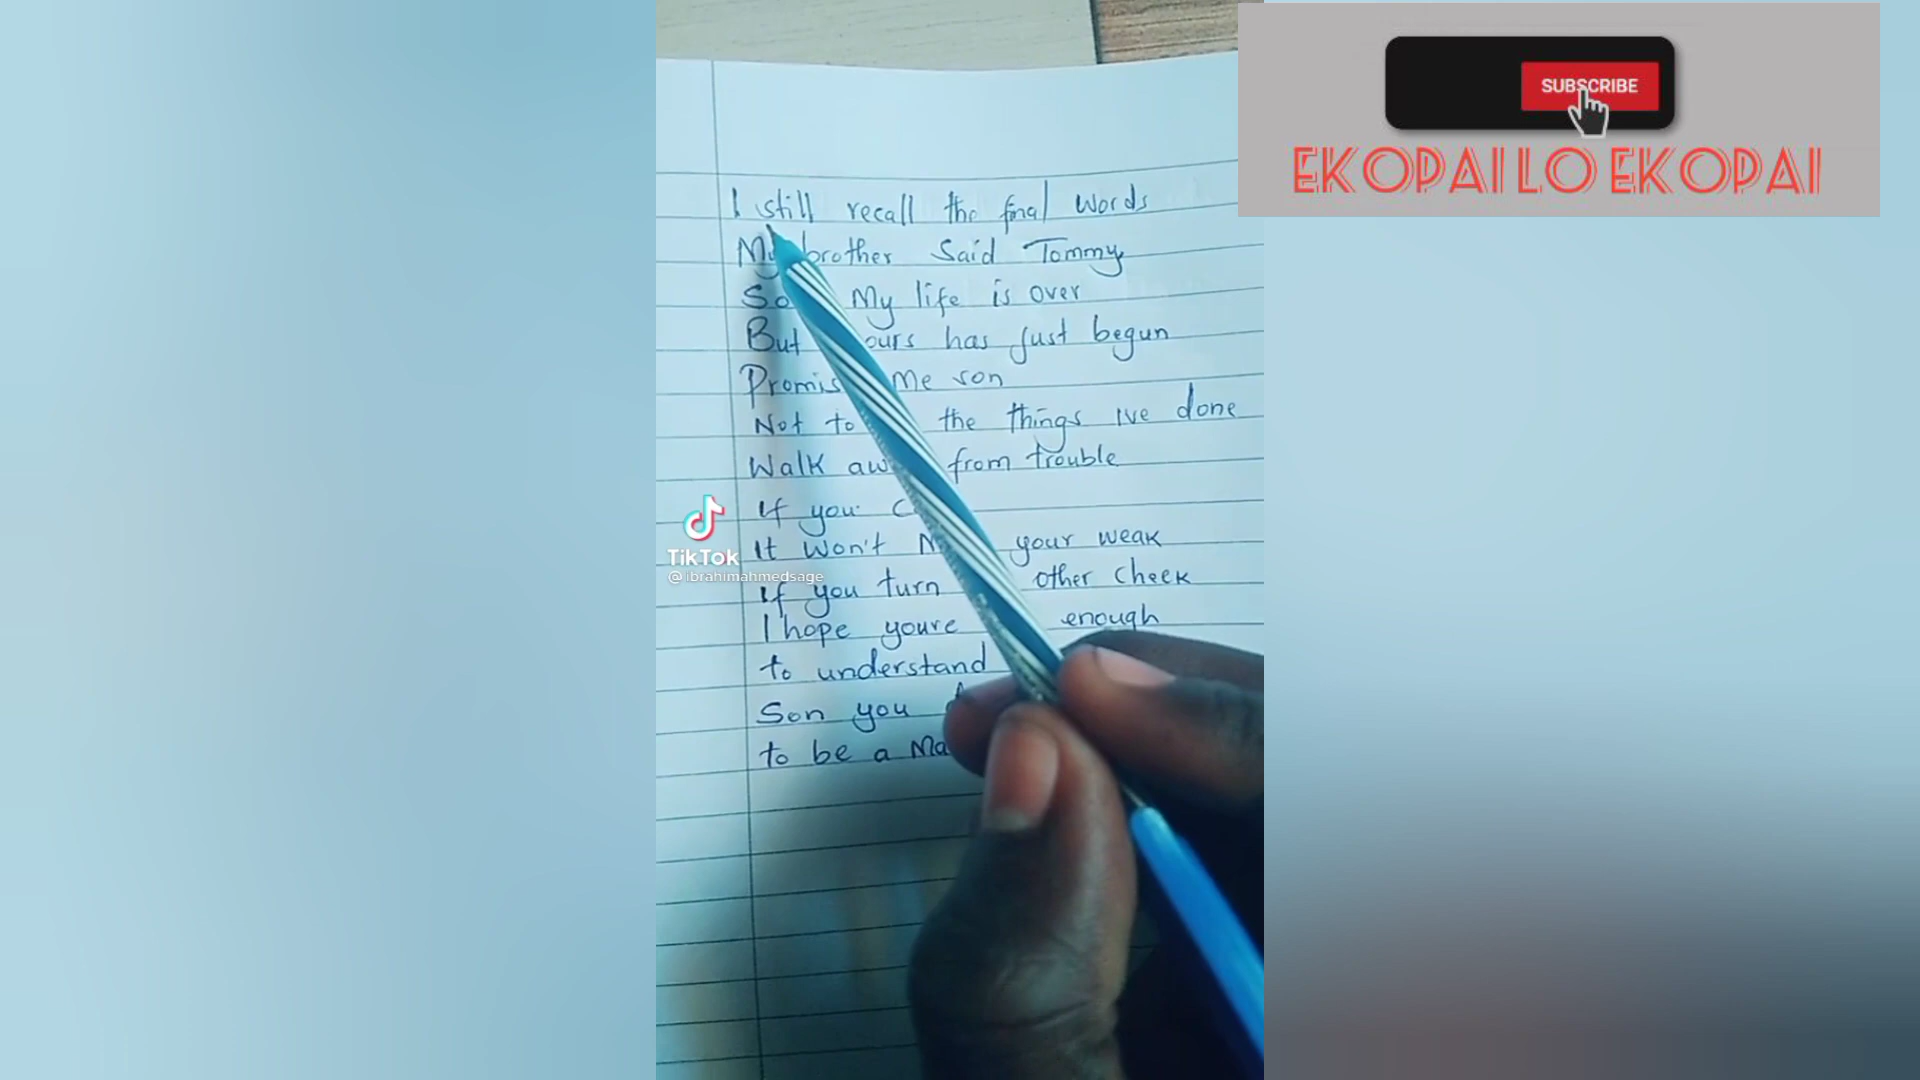 I still recall the final words
My brother said Tommy
My life is over
But ours has just begun
Promis me son
Not to the things Ive done
Walk aw from trouble
If you c
It won't your weak
If you turn other cheek
I hope youre enough
to understand
Son you
to be a Ma
TikTok
@ibrahimahmedsage
SUBSCRIBE
EKOPAI LO EKOPAI